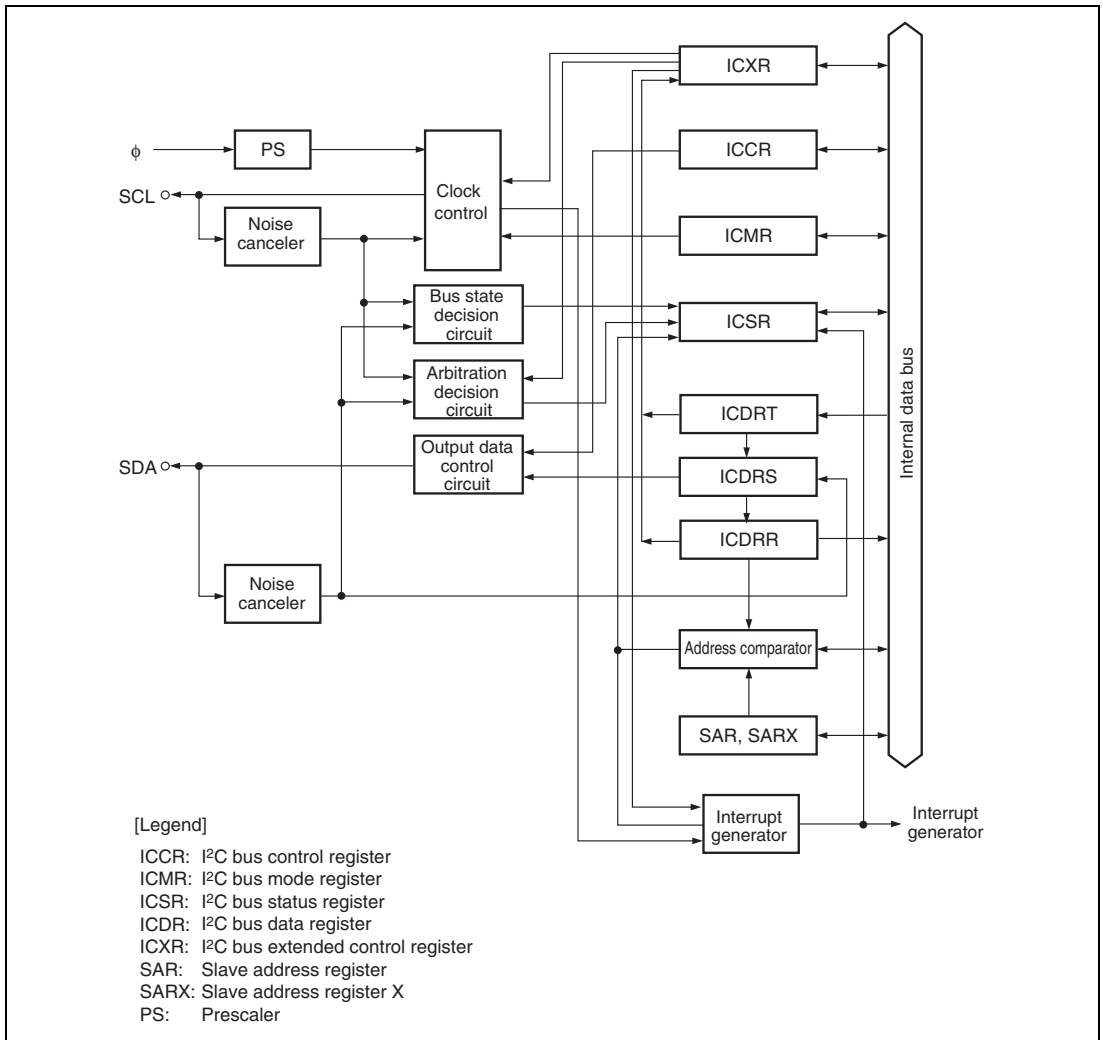 ICXR
φ
PS
ICCR
SCL
Clock
control
Noise
canceler
ICMR
Bus state
decision
circuit
ICSR
Arbitration
decision
circuit
Internal data bus
ICDRT
SDA
Output data
control
circuit
ICDRS
ICDRR
Noise
canceler
Address comparator
SAR, SARX
Interrupt
generator
Interrupt
generator
[Legend]
ICCR: I²C bus control register
ICMR: I²C bus mode register
ICSR: I²C bus status register
ICDR: I²C bus data register
ICXR: I²C bus extended control register
SAR: Slave address register
SARX: Slave address register X
PS: Prescaler